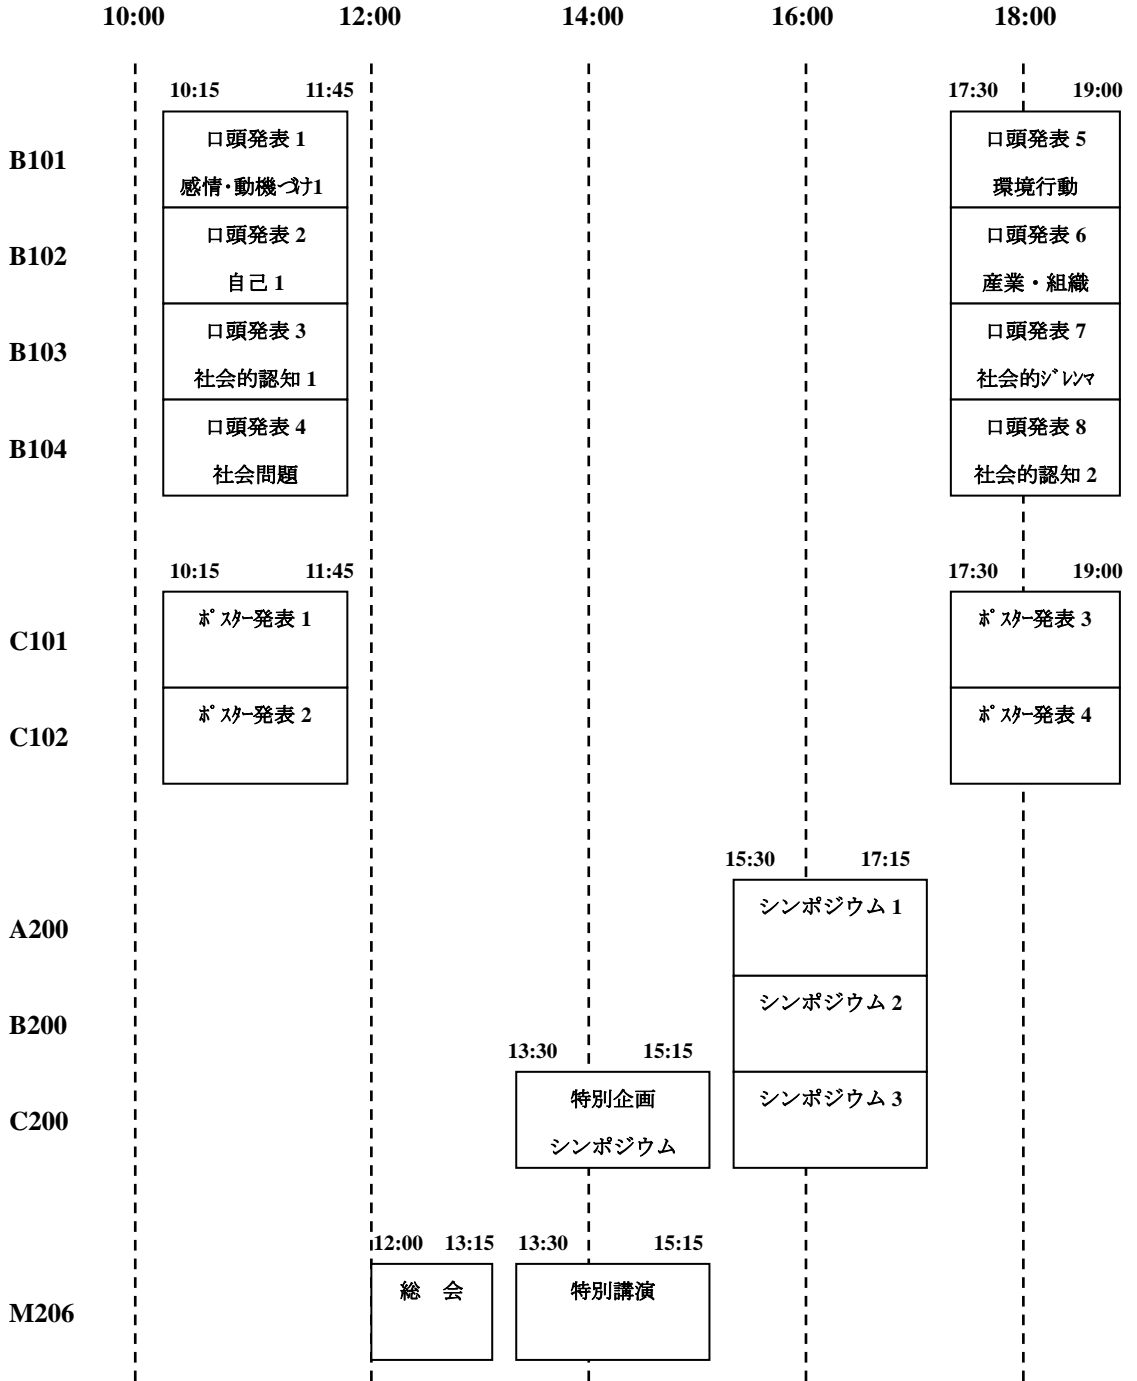 10:00 12:00 14:00 16:00 18:00
10:15 11:45 17:30 19:00
B101
口頭発表 1
感情・動機づけ1
口頭発表 5
環境行動
B102
口頭発表 2
自己 1
口頭発表 6
産業・組織
B103
口頭発表 3
社会的認知 1
口頭発表 7
社会的ジレンマ
B104
口頭発表 4
社会問題
口頭発表 8
社会的認知 2
10:15 11:45 17:30 19:00
C101
ポスター発表 1
ポスター発表 3
C102
ポスター発表 2
ポスター発表 4
15:30 17:15
A200
シンポジウム 1
B200
シンポジウム 2
13:30 15:15
C200
特別企画
シンポジウム
シンポジウム 3
12:00 13:15 13:30 15:15
M206
総 会
特別講演